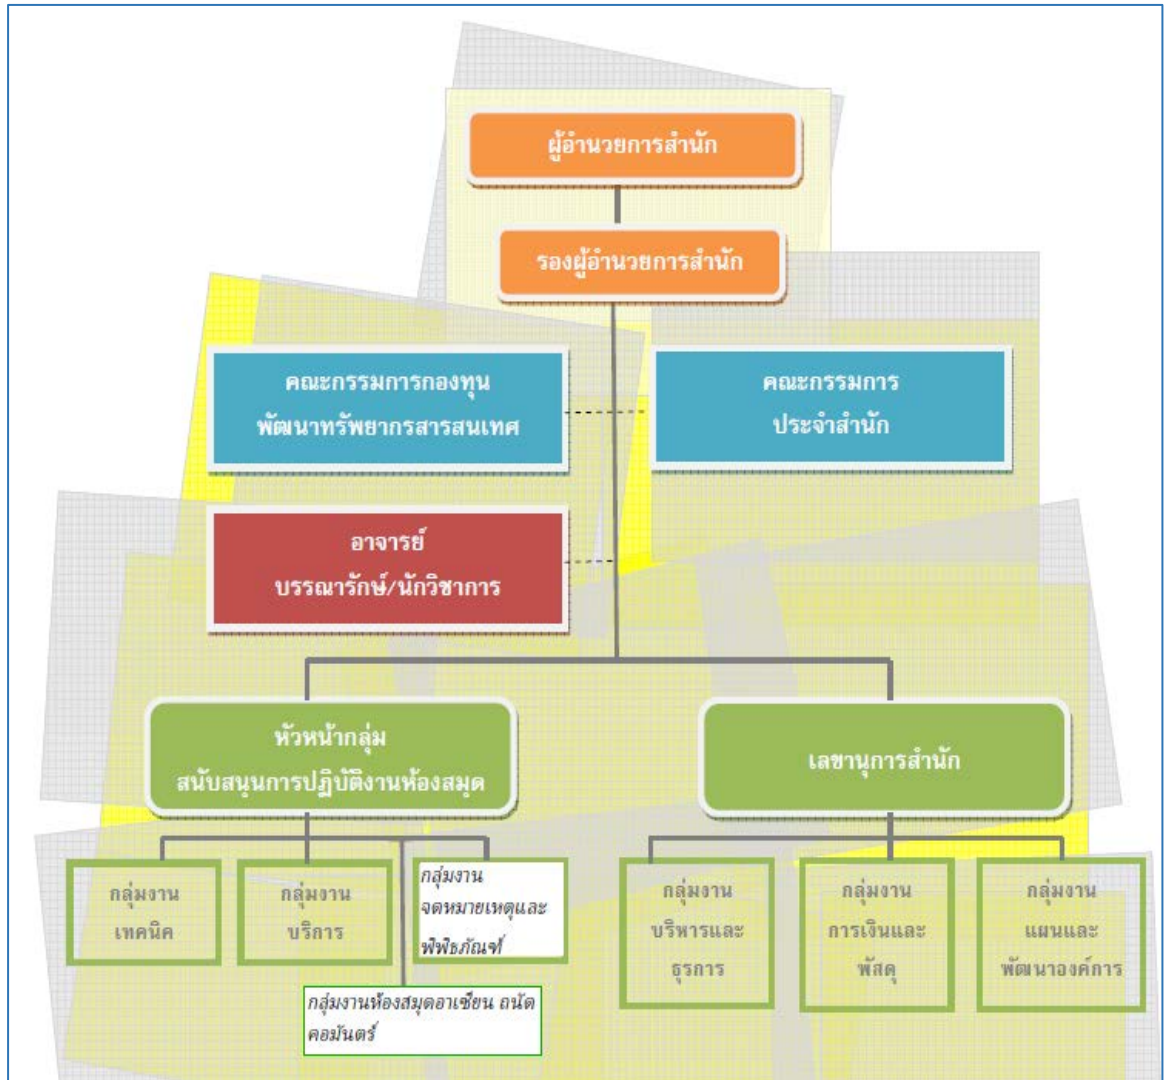 ผู้อำนวยการสำนัก
รองผู้อำนวยการสำนัก
คณะกรรมการกองทุน
พัฒนาทรัพยากรสารสนเทศ
คณะกรรมการ
ประจำสำนัก
อาจารย์
บรรณารักษ์/นักวิชาการ
หัวหน้ากลุ่ม
สนับสนุนการปฏิบัติงานห้องสมุด
เลขานุการสำนัก
กลุ่มงาน
เทคนิค
กลุ่มงาน
บริการ
กลุ่มงาน
จดหมายเหตุและ
พิพิธภัณฑ์
กลุ่มงานห้องสมุดอาเซียน ถนัด
คอมันตร์
กลุ่มงาน
บริหารและ
ธุรการ
กลุ่มงาน
การเงินและ
พัสดุ
กลุ่มงาน
แผนและ
พัฒนาองค์การ